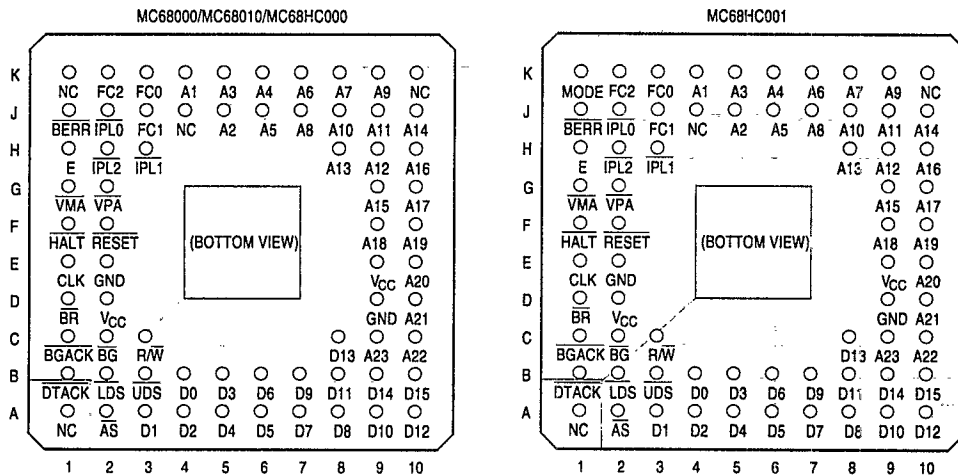 MC68000/MC68010/MC68HC000
K
NC FC2 FC0 A1 A3 A4 A6 A7 A9 NC
J
BERR IPL0 FC1 NC A2 A5 A8 A10 A11 A14
H
E IPL2 IPL1 A13 A12 A16
G
VMA VPA A15 A17
F
HALT RESET (BOTTOM VIEW) A18 A19
E
CLK GND VCC A20
D
BR VCC GND A21
C
BGACK BG R/W D13 A23 A22
B
DTACK LDS UDS D0 D3 D6 D9 D11 D14 D15
A
NC AS D1 D2 D4 D5 D7 D8 D10 D12
1 2 3 4 5 6 7 8 9 10
MC68HC001
K
MODE FC2 FC0 A1 A3 A4 A6 A7 A9 NC
J
BERR IPL0 FC1 NC A2 A5 A8 A10 A11 A14
H
E IPL2 IPL1 A13 A12 A16
G
VMA VPA A15 A17
F
HALT RESET (BOTTOM VIEW) A18 A19
E
CLK GND VCC A20
D
BR VCC GND A21
C
BGACK BG R/W D13 A23 A22
B
DTACK LDS UDS D0 D3 D6 D9 D11 D14 D15
A
NC AS D1 D2 D4 D5 D7 D8 D10 D12
1 2 3 4 5 6 7 8 9 10